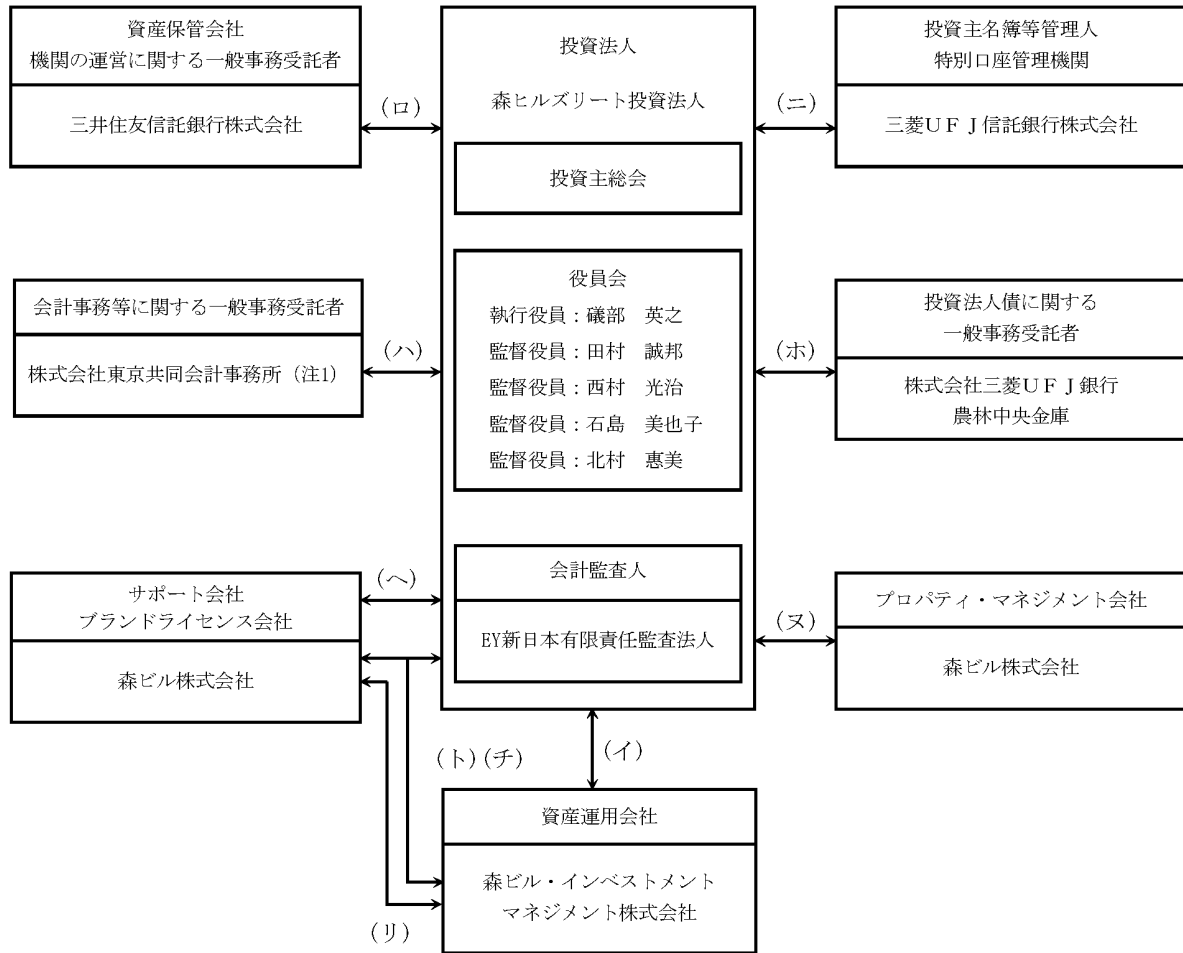 資産保管会社
機関の運営に関する一般事務受託者
三井住友信託銀行株式会社
(ロ)
投資法人
森ヒルズリート投資法人
投資主総会
(ニ)
投資主名簿等管理人
特別口座管理機関
三菱UFJ信託銀行株式会社
会計事務等に関する一般事務受託者
株式会社東京共同会計事務所(注1)
(ハ)
役員会
執行役員:磯部 英之
監督役員:田村 誠邦
監督役員:西村 光治
監督役員:石島 美也子
監督役員:北村 惠美
(ホ)
投資法人債に関する
一般事務受託者
株式会社三菱UFJ銀行
農林中央金庫
サポート会社
ブランドライセンス会社
森ビル株式会社
(ヘ)
会計監査人
EY新日本有限責任監査法人
(ヌ)
プロパティ・マネジメント会社
森ビル株式会社
(ト)(チ)
(イ)
資産運用会社
森ビル・インベストメント
マネジメント株式会社
(リ)